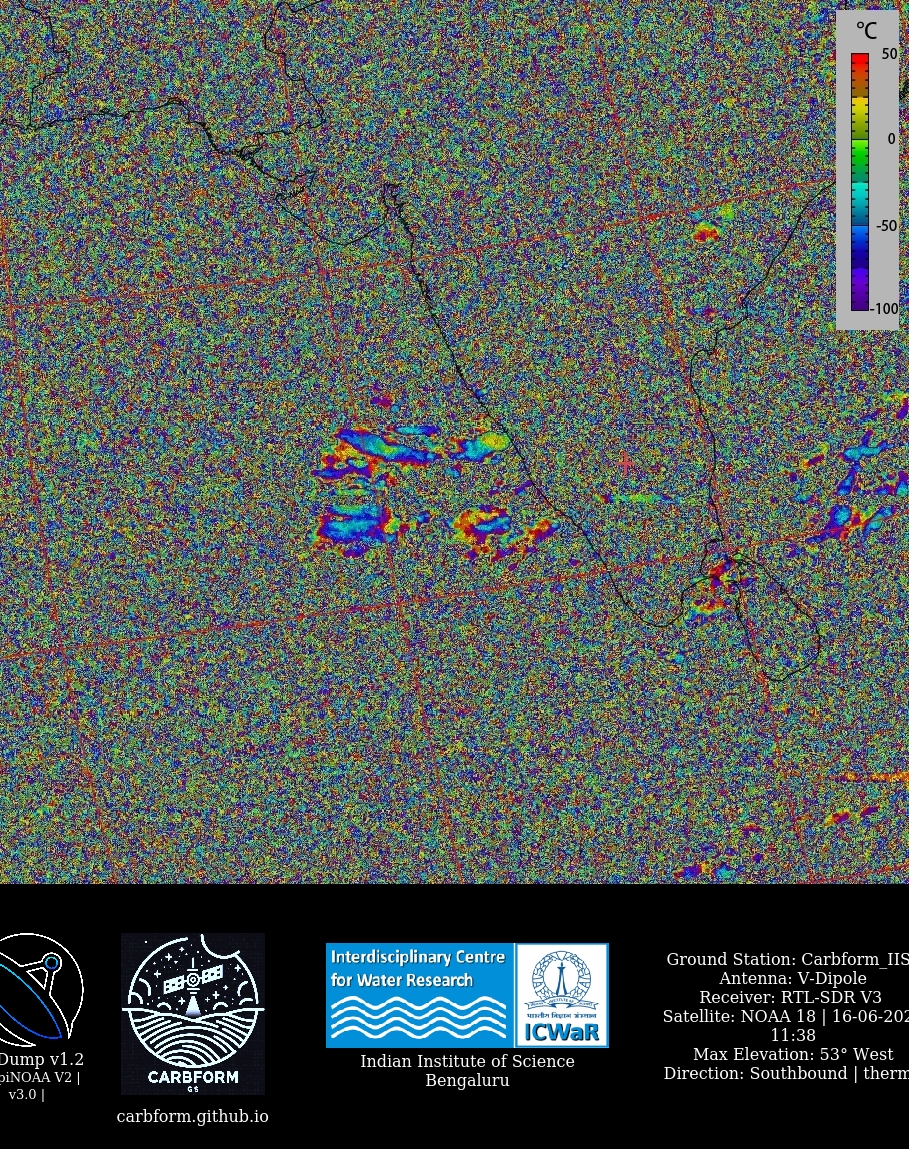 °C
50
0
-50
-100
Interdisciplinary Centre
for Water Research
भारतीय विज्ञान संस्थान
ICWaR
Indian Institute of Science
Bengaluru
CARBFORM
GS
carbform.github.io
Dump v1.2
piNOAA V2 |
v3.0 |
Ground Station: Carbform_IIS
Antenna: V-Dipole
Receiver: RTL-SDR V3
Satellite: NOAA 18 | 16-06-202
11:38
Max Elevation: 53° West
Direction: Southbound | therm